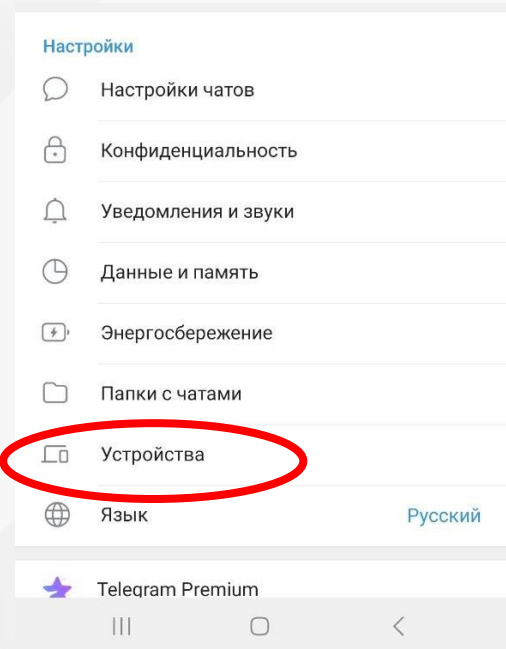 Настройки
Настройки чатов
Конфиденциальность
Уведомления и звуки
Данные и память
Энергосбережение
Папки с чатами
Устройства
Язык Русский
Telegram Premium